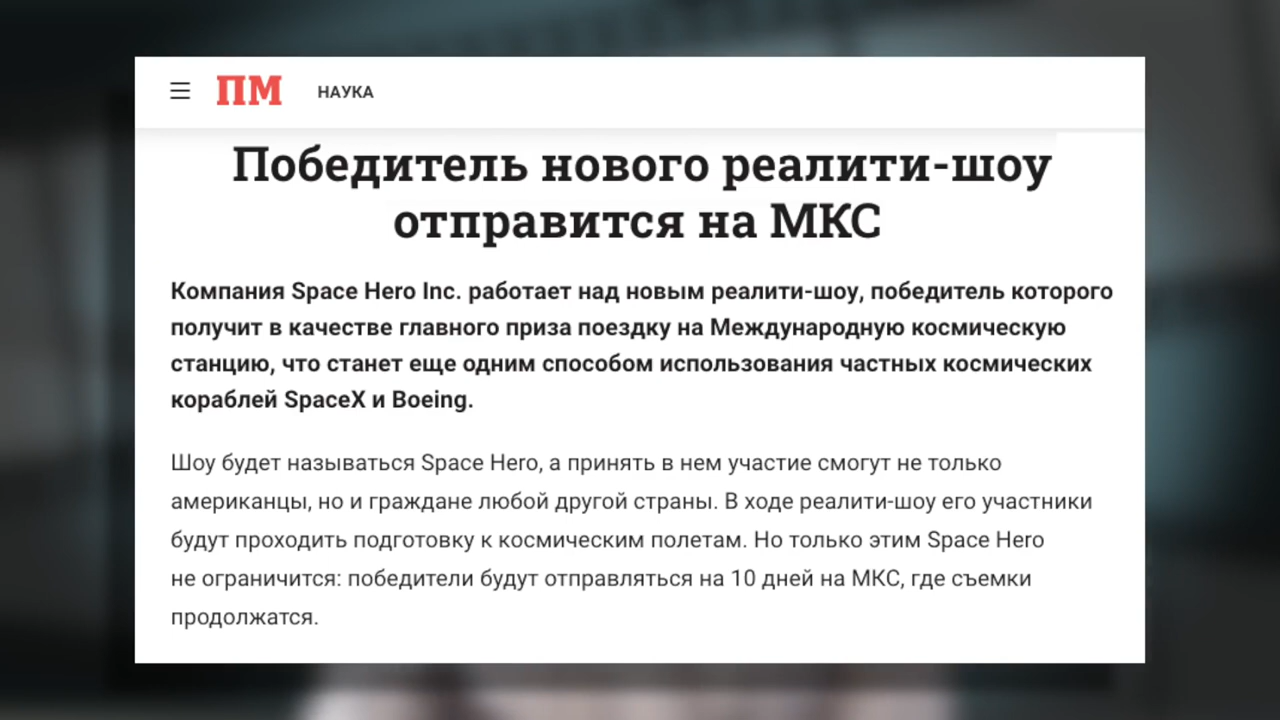 ПМ НАУКА
Победитель нового реалити-шоу
отправится на МКС
Компания Space Hero Inc. работает над новым реалити-шоу, победитель которого
получит в качестве главного приза поездку на Международную космическую
станцию, что станет еще одним способом использования частных космических
кораблей SpaceX и Boeing.
Шоу будет называться Space Hero, а принять в нем участие смогут не только
американцы, но и граждане любой другой страны. В ходе реалити-шоу его участники
будут проходить подготовку к космическим полетам. Но только этим Space Hero
не ограничится: победители будут отправляться на 10 дней на МКС, где съемки
продолжатся.